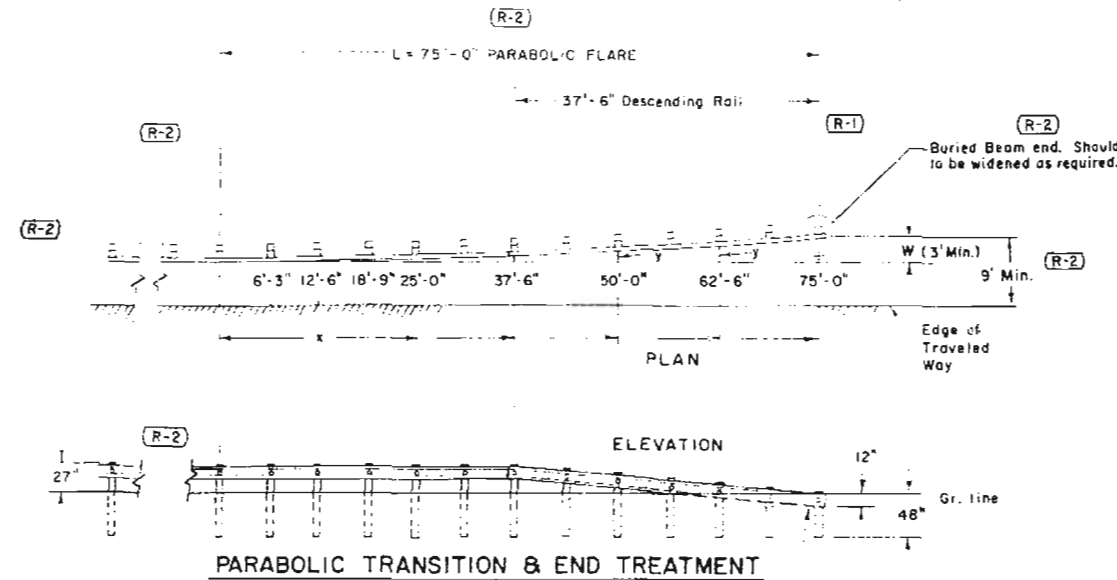 (R-2)
L = 75'-0" PARABOLIC FLARE
37'-6" Descending Rail
(R-2)
(R-1)
(R-2)
Buried Beam end. Should
to be widened as required.
(R-2)
W (3' Min.)
9' Min.
(R-2)
y
y
6'-3" 12'-6" 18'-9" 25'-0" 37'-6" 50'-0" 62'-6" 75'-0"
x
PLAN
Edge of
Traveled
Way
(R-2)
ELEVATION
27"
12"
Gr. line
48"
PARABOLIC TRANSITION & END TREATMENT